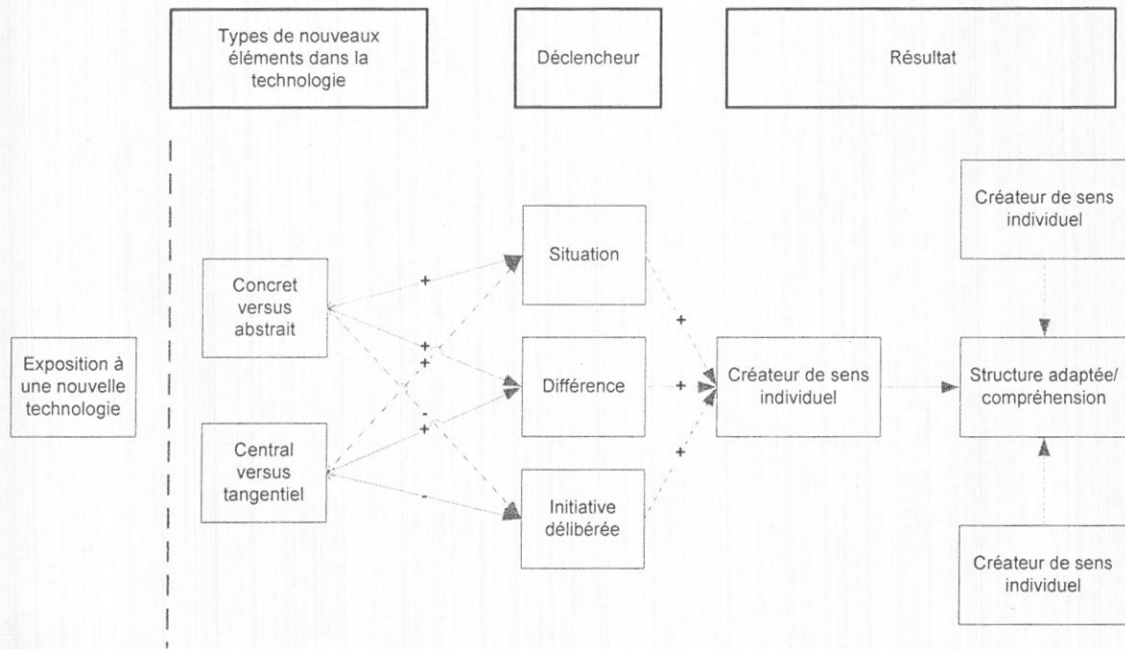 Types de nouveaux
éléments dans la
technologie
Déclencheur
Résultat
Exposition à
une nouvelle
technologie
Concret
versus
abstrait
Central
versus
tangentiel
+
+
+
-
+
-
Situation
Différence
Initiative
délibérée
+
+
+
Créateur de sens
individuel
Créateur de sens
individuel
Structure adaptée/
compréhension
Créateur de sens
individuel